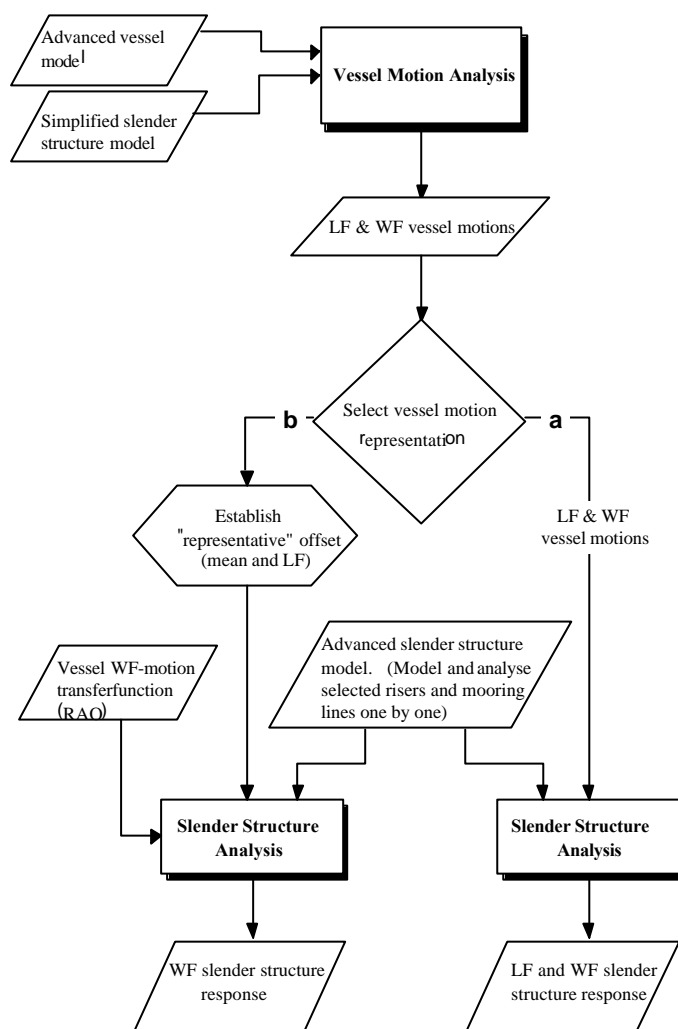 Advanced vessel
model
Vessel Motion Analysis
Simplified slender
structure model
LF & WF vessel motions
Select vessel motion
representation
b
a
Establish
"representative" offset
(mean and LF)
LF & WF
vessel motions
Vessel WF-motion
transferfunction
(RAO)
Advanced slender structure
model. (Model and analyse
selected risers and mooring
lines one by one)
Slender Structure
Analysis
Slender Structure
Analysis
WF slender structure
response
LF and WF slender
structure response